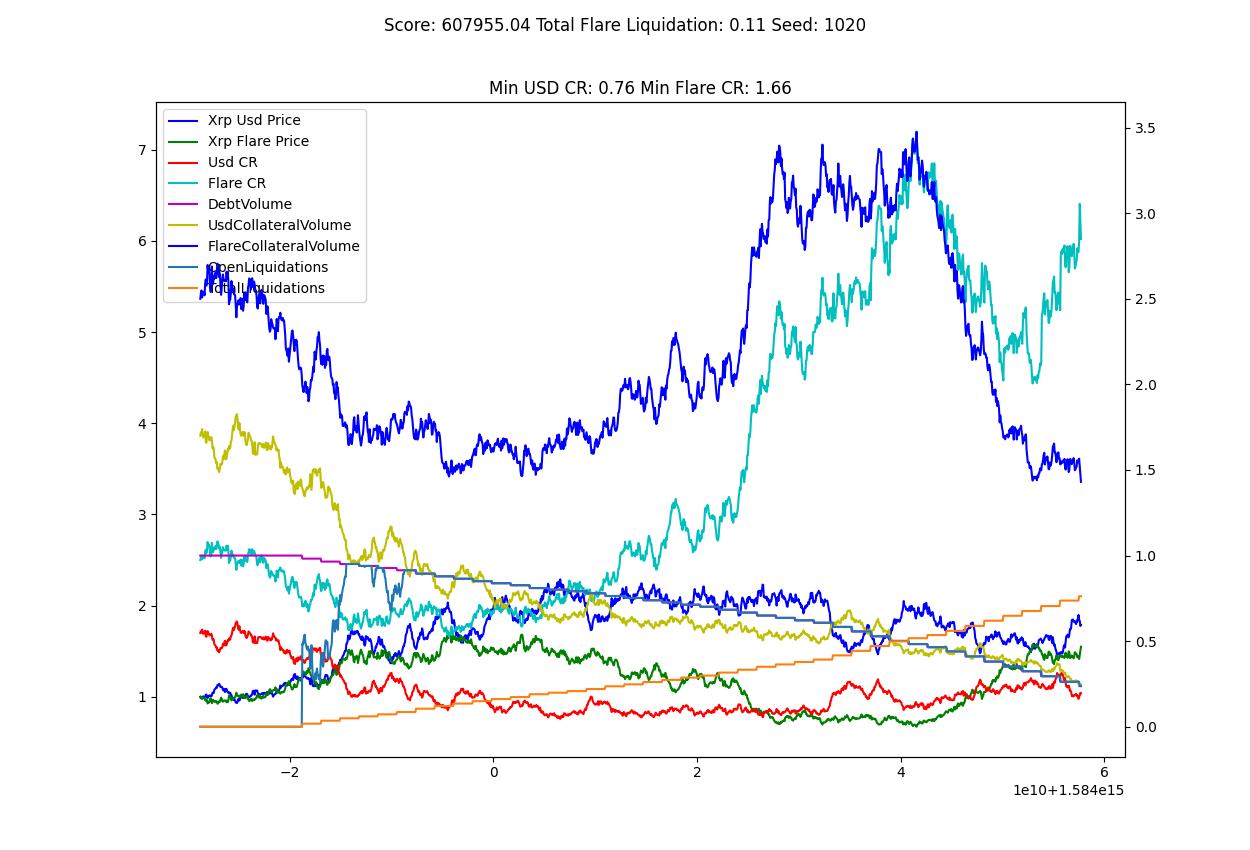 Score: 607955.04 Total Flare Liquidation: 0.11 Seed: 1020
Min USD CR: 0.76 Min Flare CR: 1.66
Xrp Usd Price
Xrp Flare Price
Usd CR
Flare CR
DebtVolume
UsdCollateralVolume
FlareCollateralVolume
OpenLiquidations
TotalLiquidations
7
6
5
4
3
2
1
3.5
3.0
2.5
2.0
1.5
1.0
0.5
0.0
−2 0 2 4 6
1e10+1.584e15